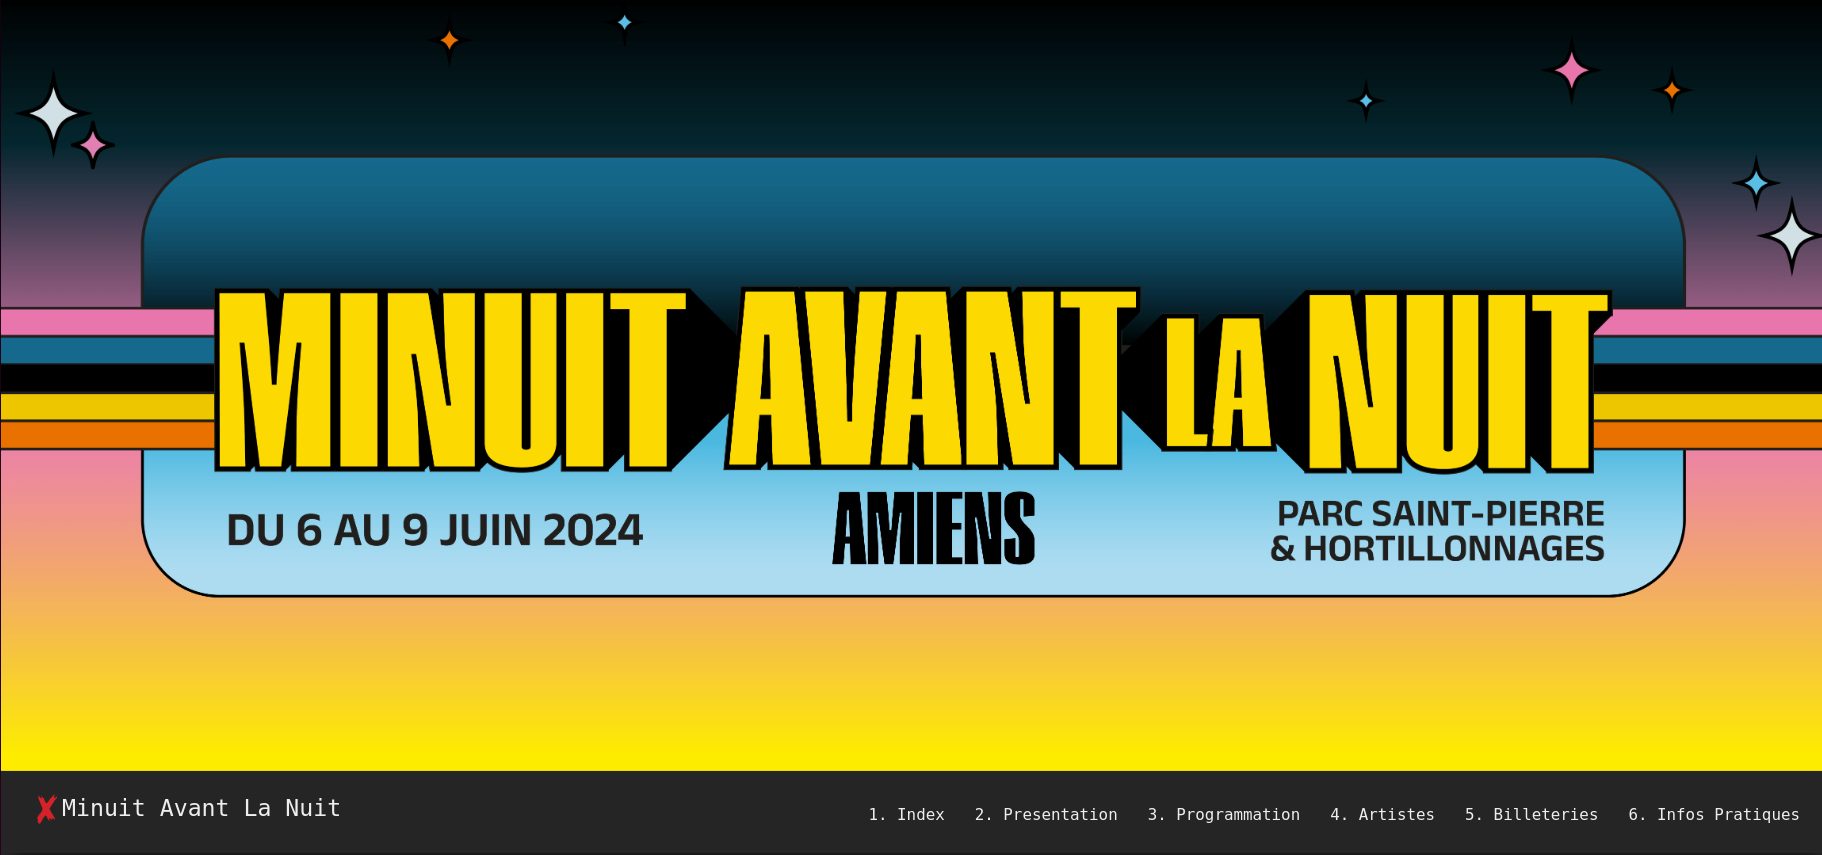 MINUIT AVANT LA NUIT
DU 6 AU 9 JUIN 2024
AMIENS
PARC SAINT-PIERRE
& HORTILLONNAGES
Minuit Avant La Nuit
1. Index 2. Presentation 3. Programmation 4. Artistes 5. Billeteries 6. Infos Pratiques